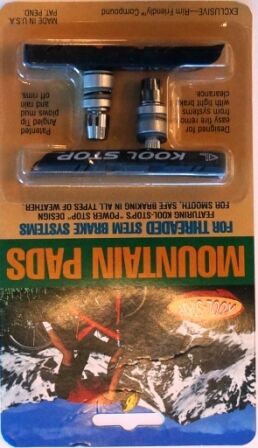 KOOL-STOP
MOUNTAIN PADS
FOR THREADED STEM BRAKE SYSTEMS
FEATURING KOOL-STOP'S "POWER STOP" DESIGN
FOR SMOOTH, SAFE, BRAKING IN ALL TYPES OF WEATHER.
L
KOOL STOP
Designed for
easy tire removal
from systems
with tight brake
clearance
Patented
Angled Tip
plows mud
and rain
off rims.
EXCLUSIVE—Rim Friendly™ Compound
MADE IN U.S.A.
PAT PEND.